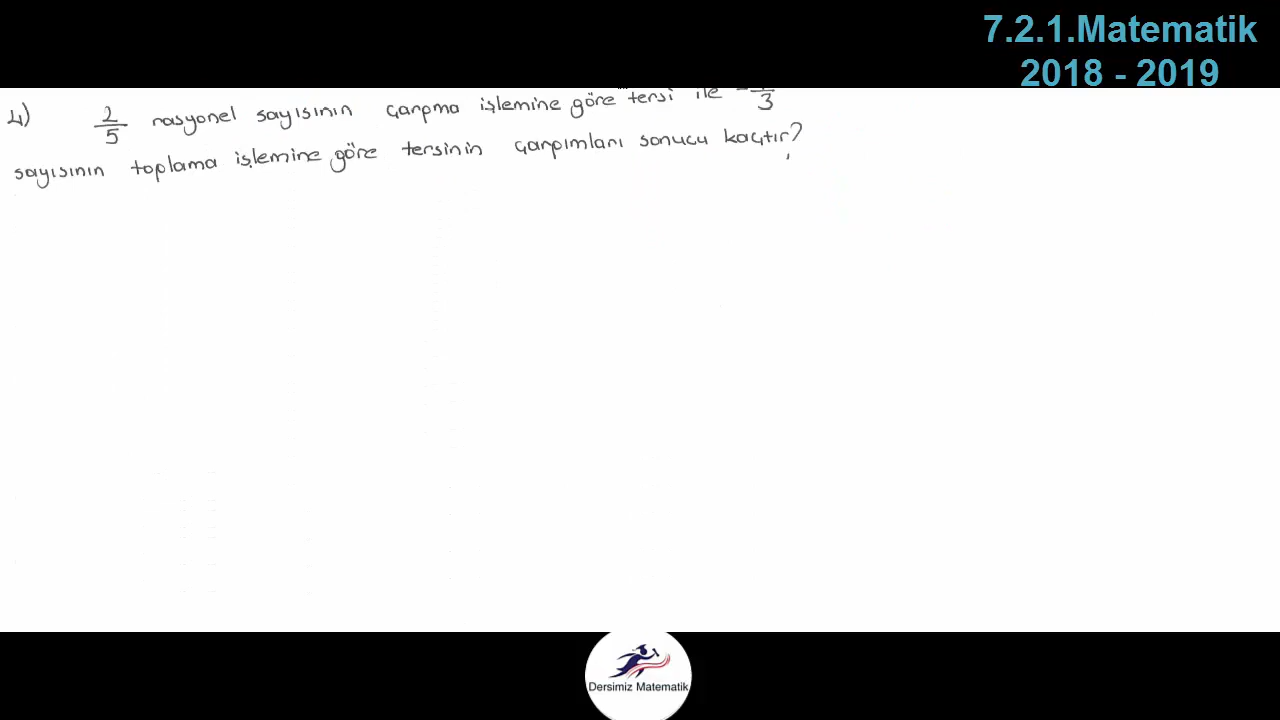 7.2.1.Matematik
2018 - 2019
4) 2/5 rasyonel sayısının çarpma işlemine göre tersi ile
sayısının toplama işlemine göre tersinin çarpımları sonucu kaçtır?
Dersimiz Matematik